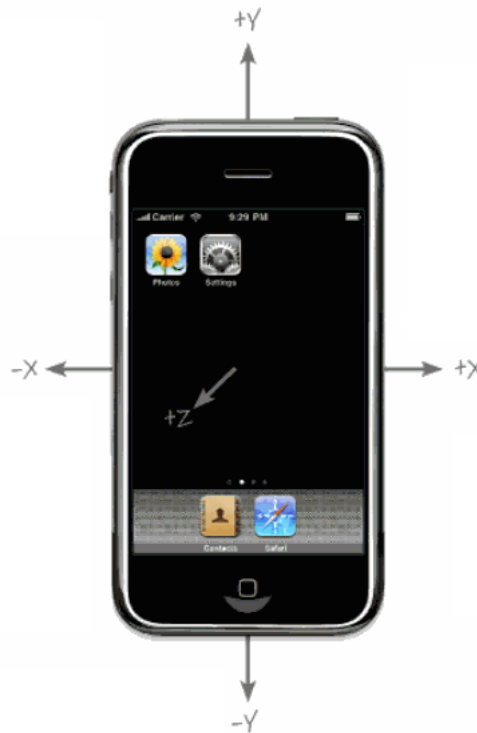 +Y
Carrier 9:29 PM
Photos Settings
-X
+X
+Z
Contacts Safari
-Y